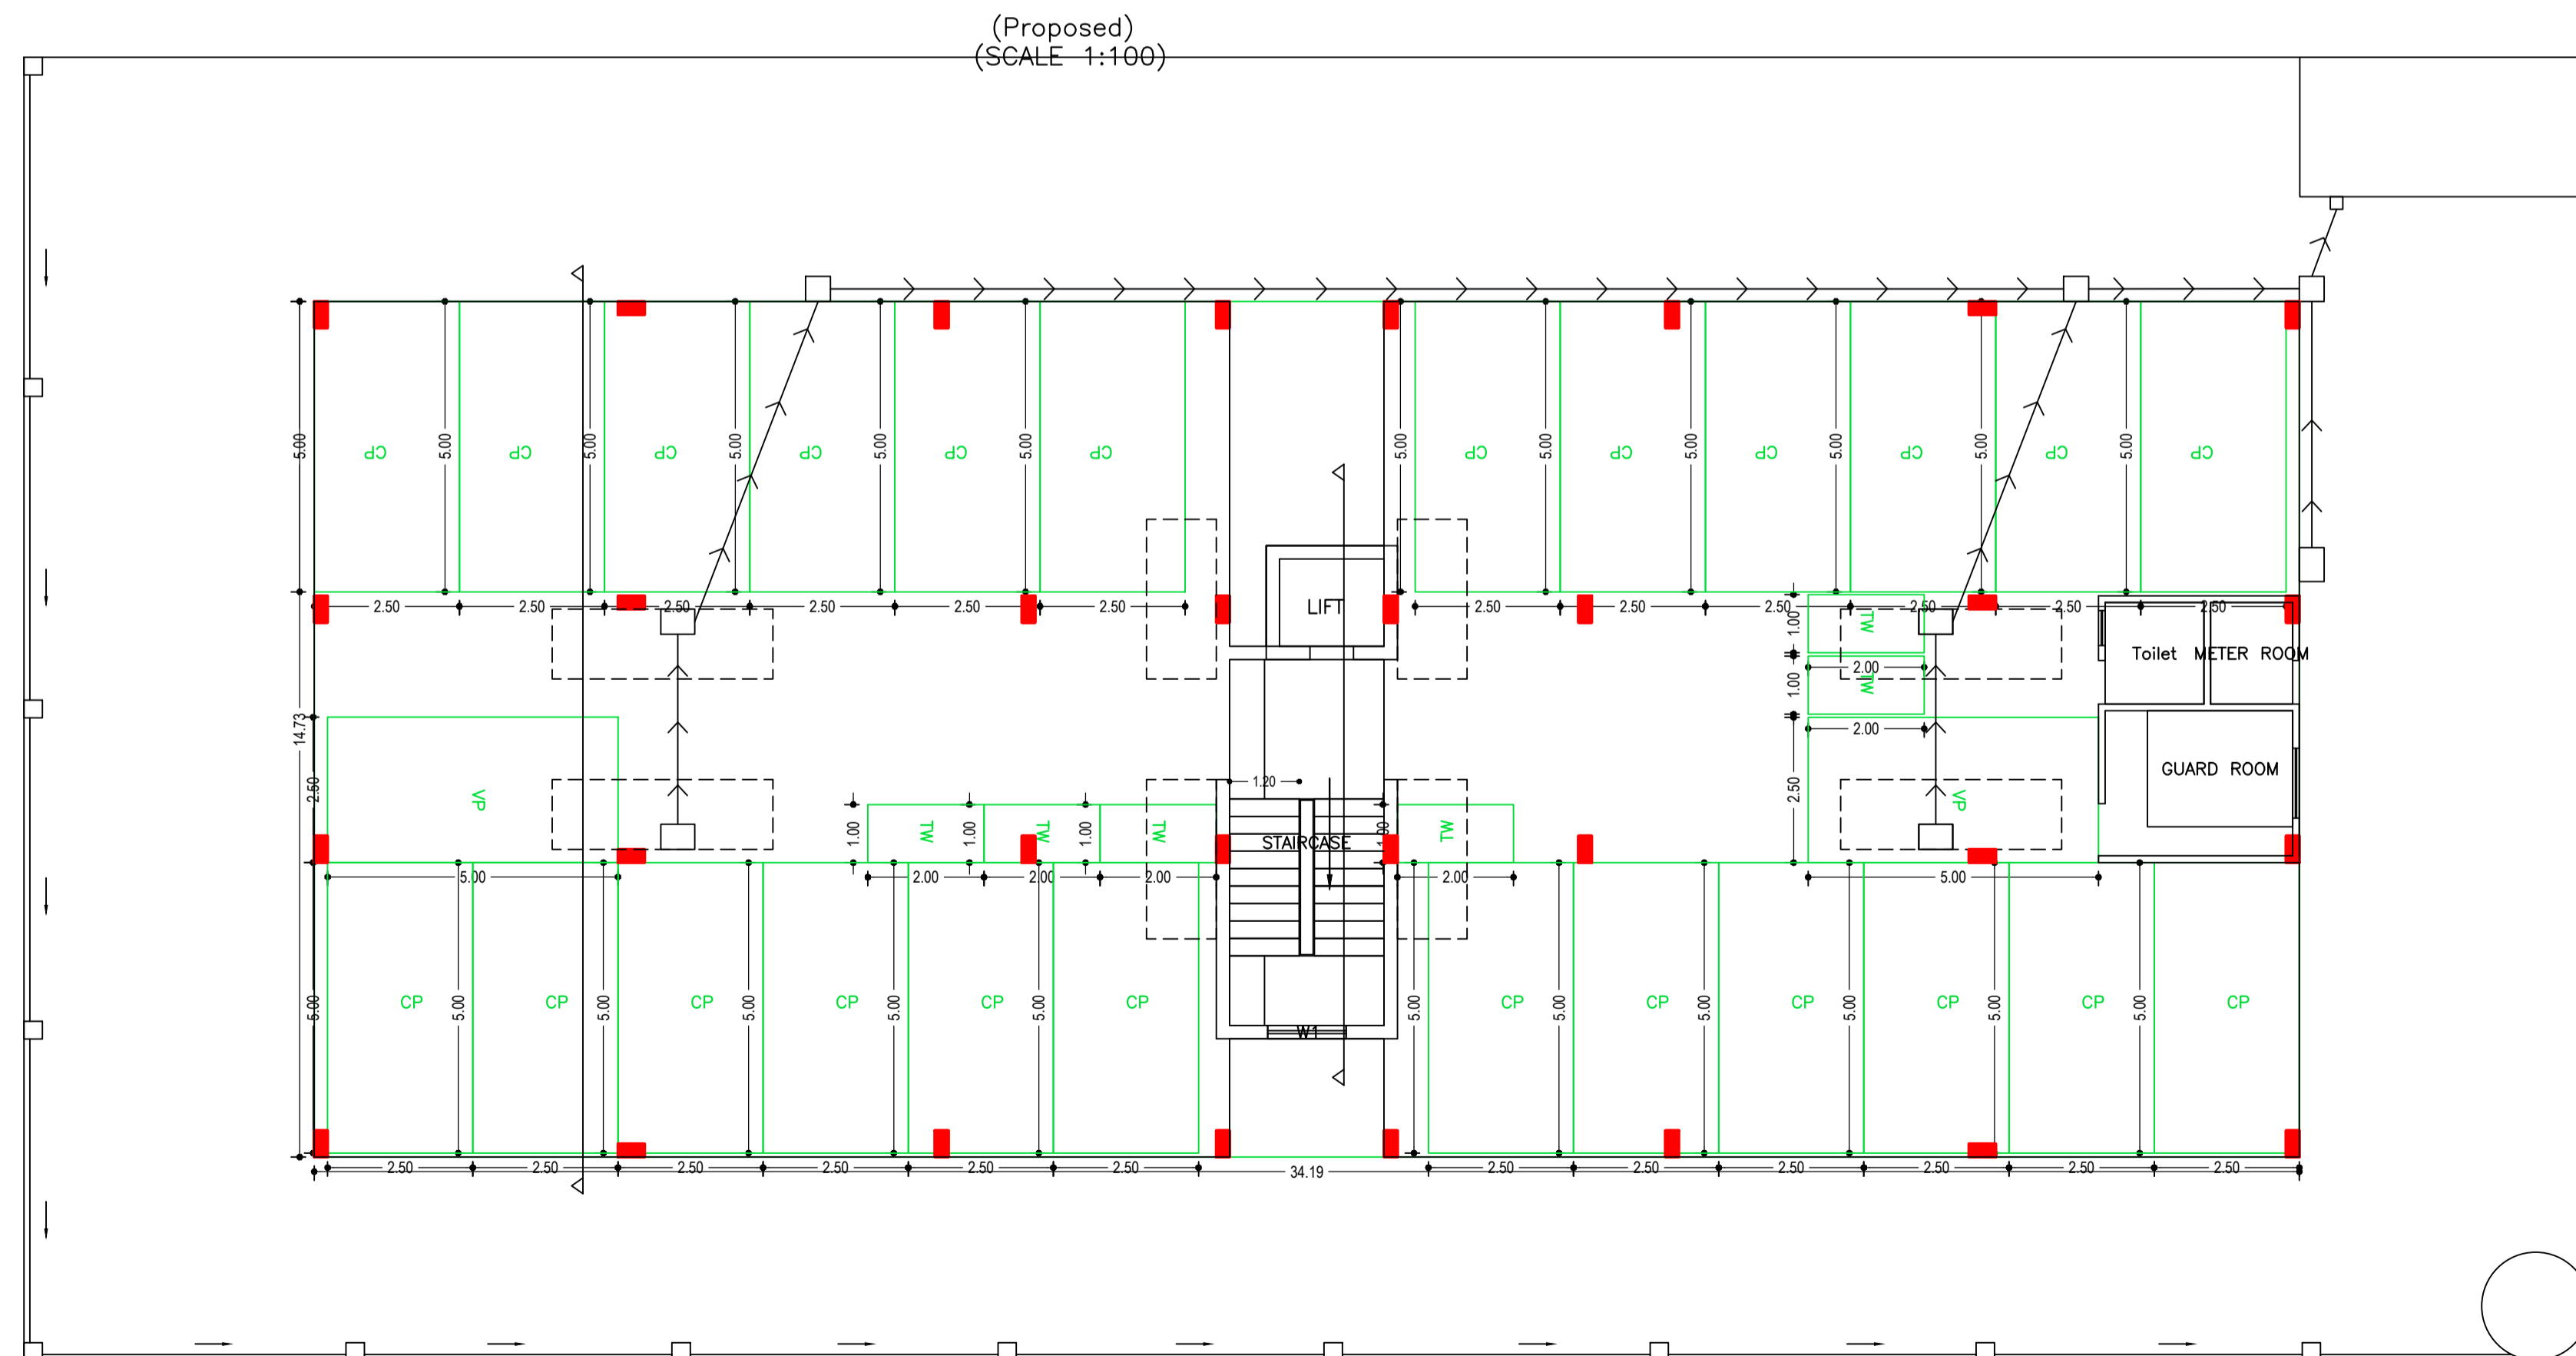 (Proposed)
(SCALE 1:100)
CP CP CP CP CP CP CP CP CP CP CP CP
5.00 5.00 5.00 5.00 5.00 5.00 5.00 5.00 5.00 5.00 5.00 5.00
2.50 2.50 2.50 2.50 2.50 2.50 2.50 2.50 2.50 2.50 2.50 2.50
LIFT
1.00 TW
Toilet METER ROOM
2.00
1.00 TW
14.73
2.00
GUARD ROOM
1.20
2.50 VP 2.50 VP
1.00 TW 1.00 TW 1.00 TW 1.00 TW
STAIRCASE
5.00 2.00 2.00 2.00 2.00 5.00
CP CP CP CP CP CP CP CP CP CP CP CP
5.00 5.00 5.00 5.00 5.00 5.00 5.00 5.00 5.00 5.00 5.00 5.00
W1
2.50 2.50 2.50 2.50 2.50 2.50 2.50 2.50 2.50 2.50 2.50 2.50
34.19